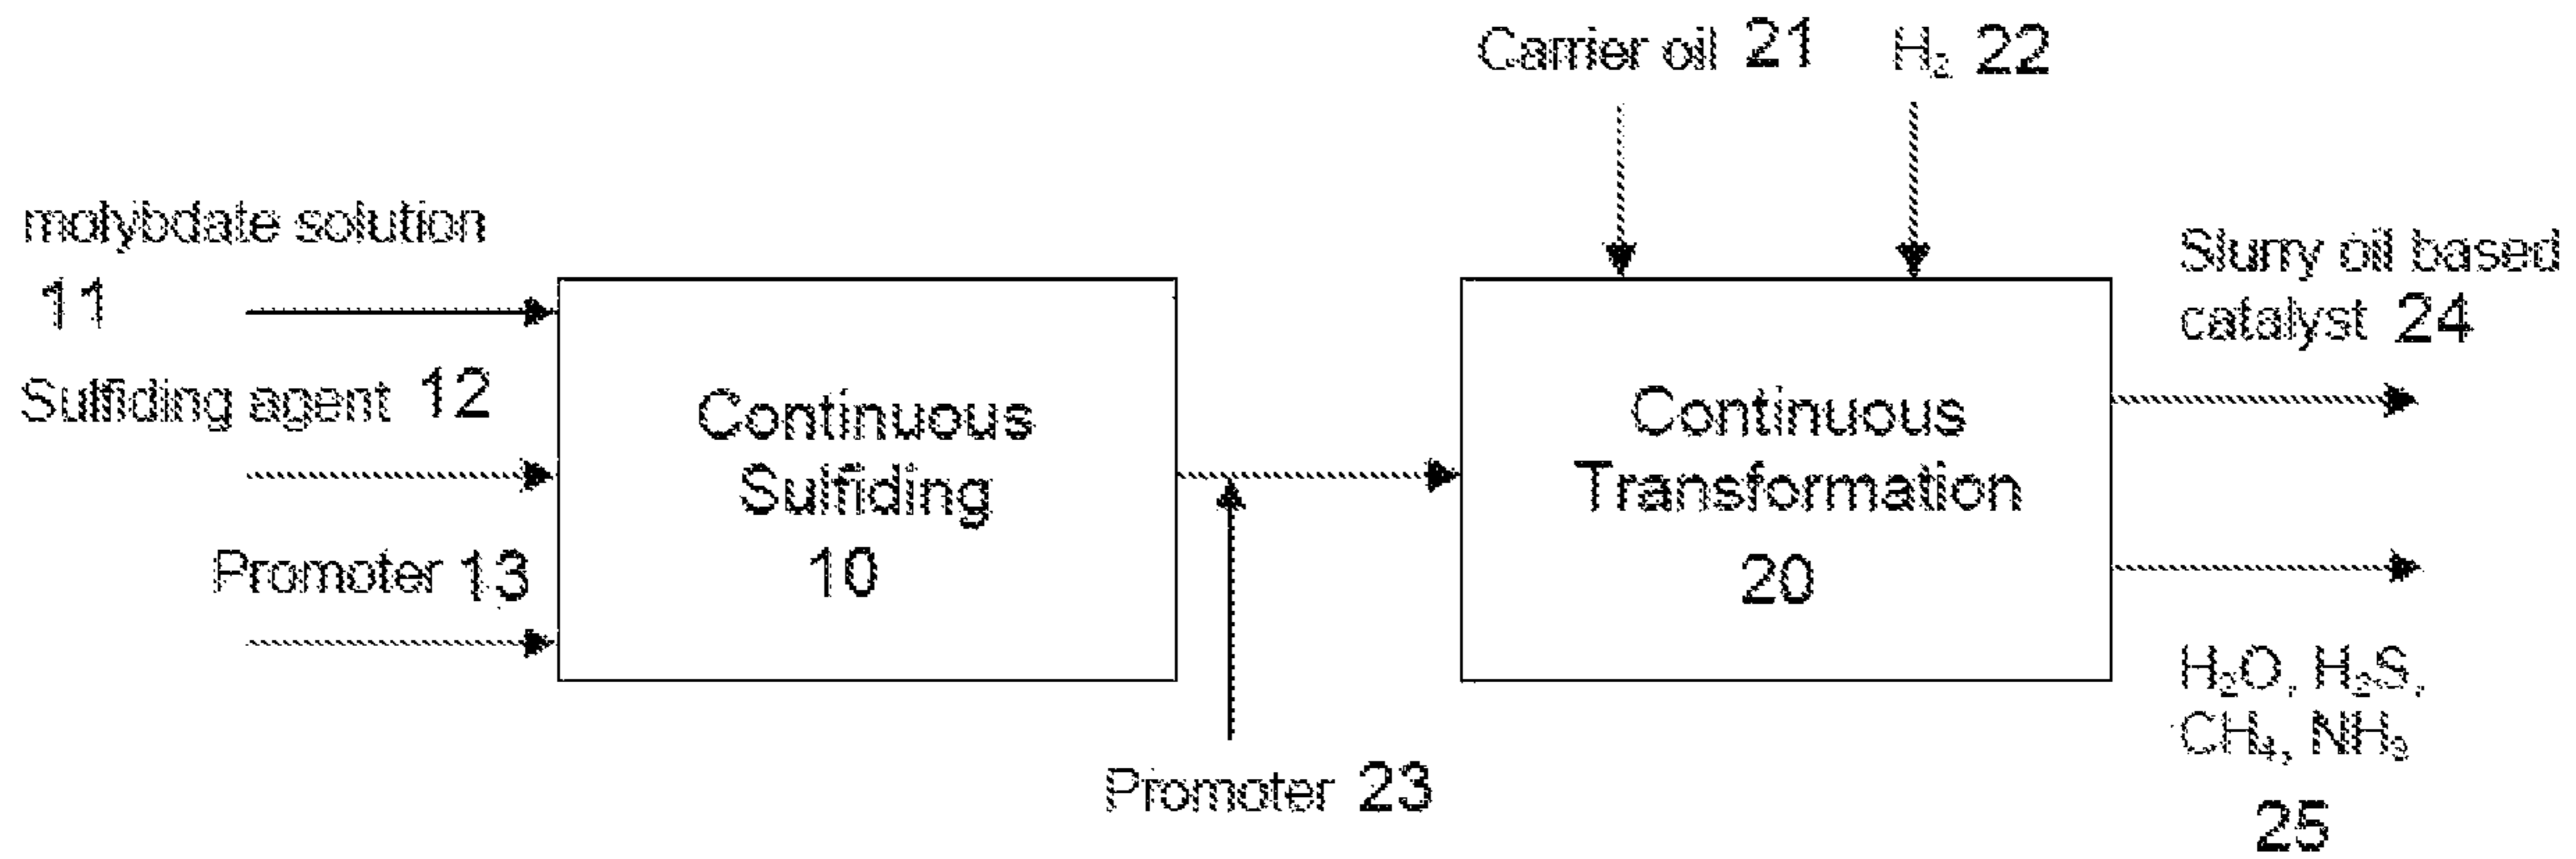 Carrier oil 21
H₂ 22
molybdate solution
11
Sulfiding agent 12
Promoter 13
Continuous
Sulfiding
10
Continuous
Transformation
20
Promoter 23
Slurry oil based
catalyst 24
H₂O, H₂S,
CH₄, NH₃
25